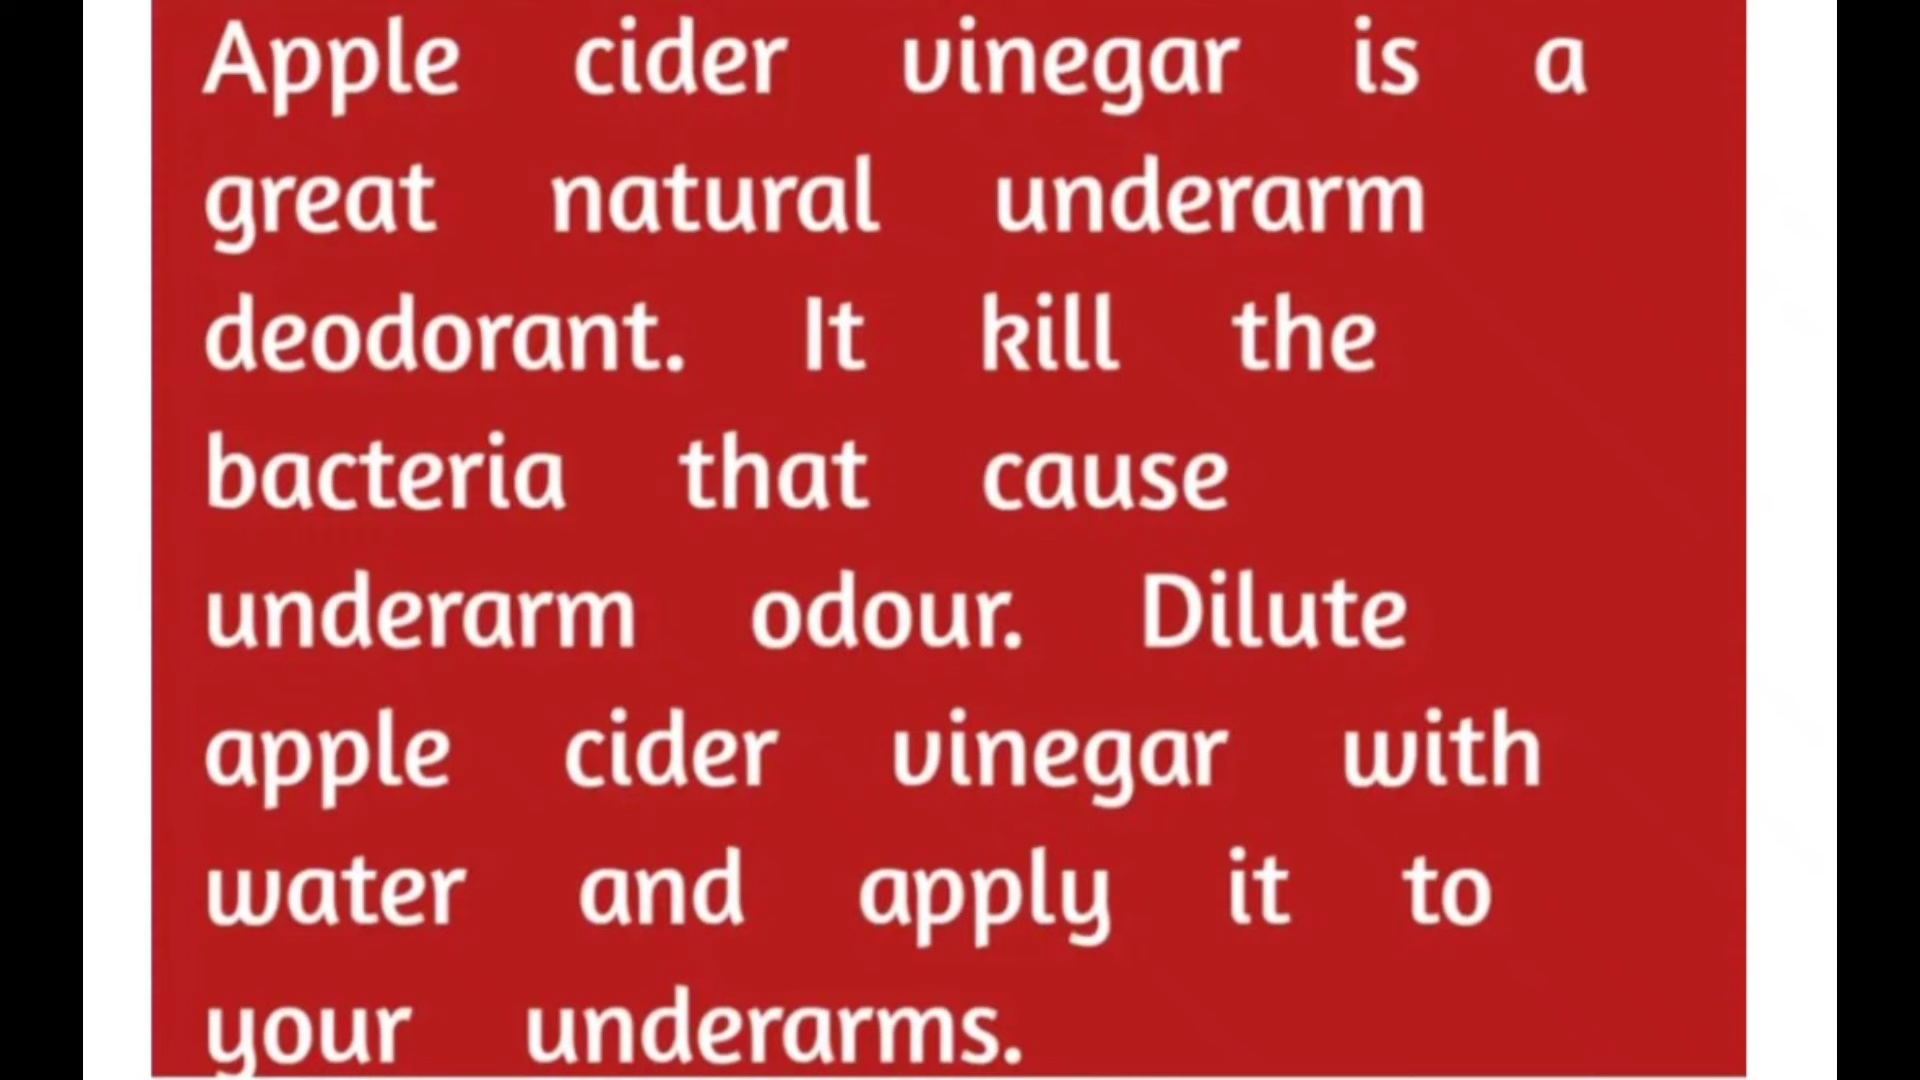 Apple cider vinegar is a
great natural underarm
deodorant. It kill the
bacteria that cause
underarm odour. Dilute
apple cider vinegar with
water and apply it to
your underarms.